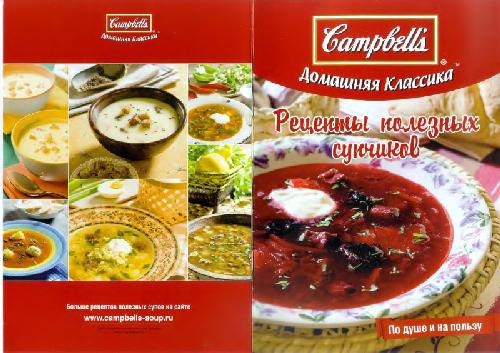 Campbell's
Домашняя Классика
Больше рецептов полезных супов на сайте
www.campbells-soup.ru
Campbell's
Домашняя Классика
Рецепты полезных
супчиков
По душе и на пользу